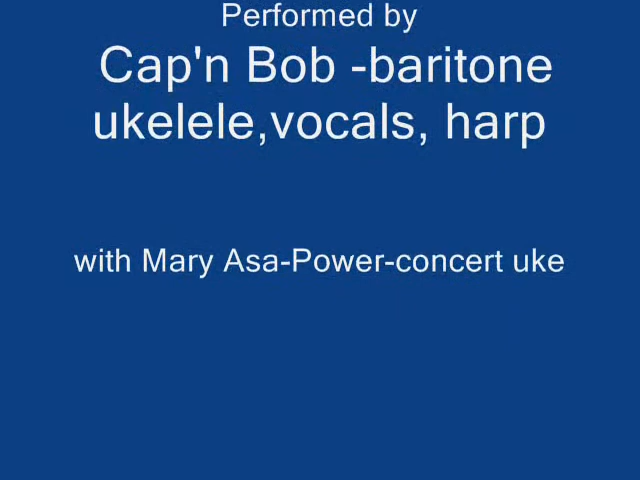 Performed by
Cap'n Bob -baritone
ukelele,vocals, harp
with Mary Asa-Power-concert uke